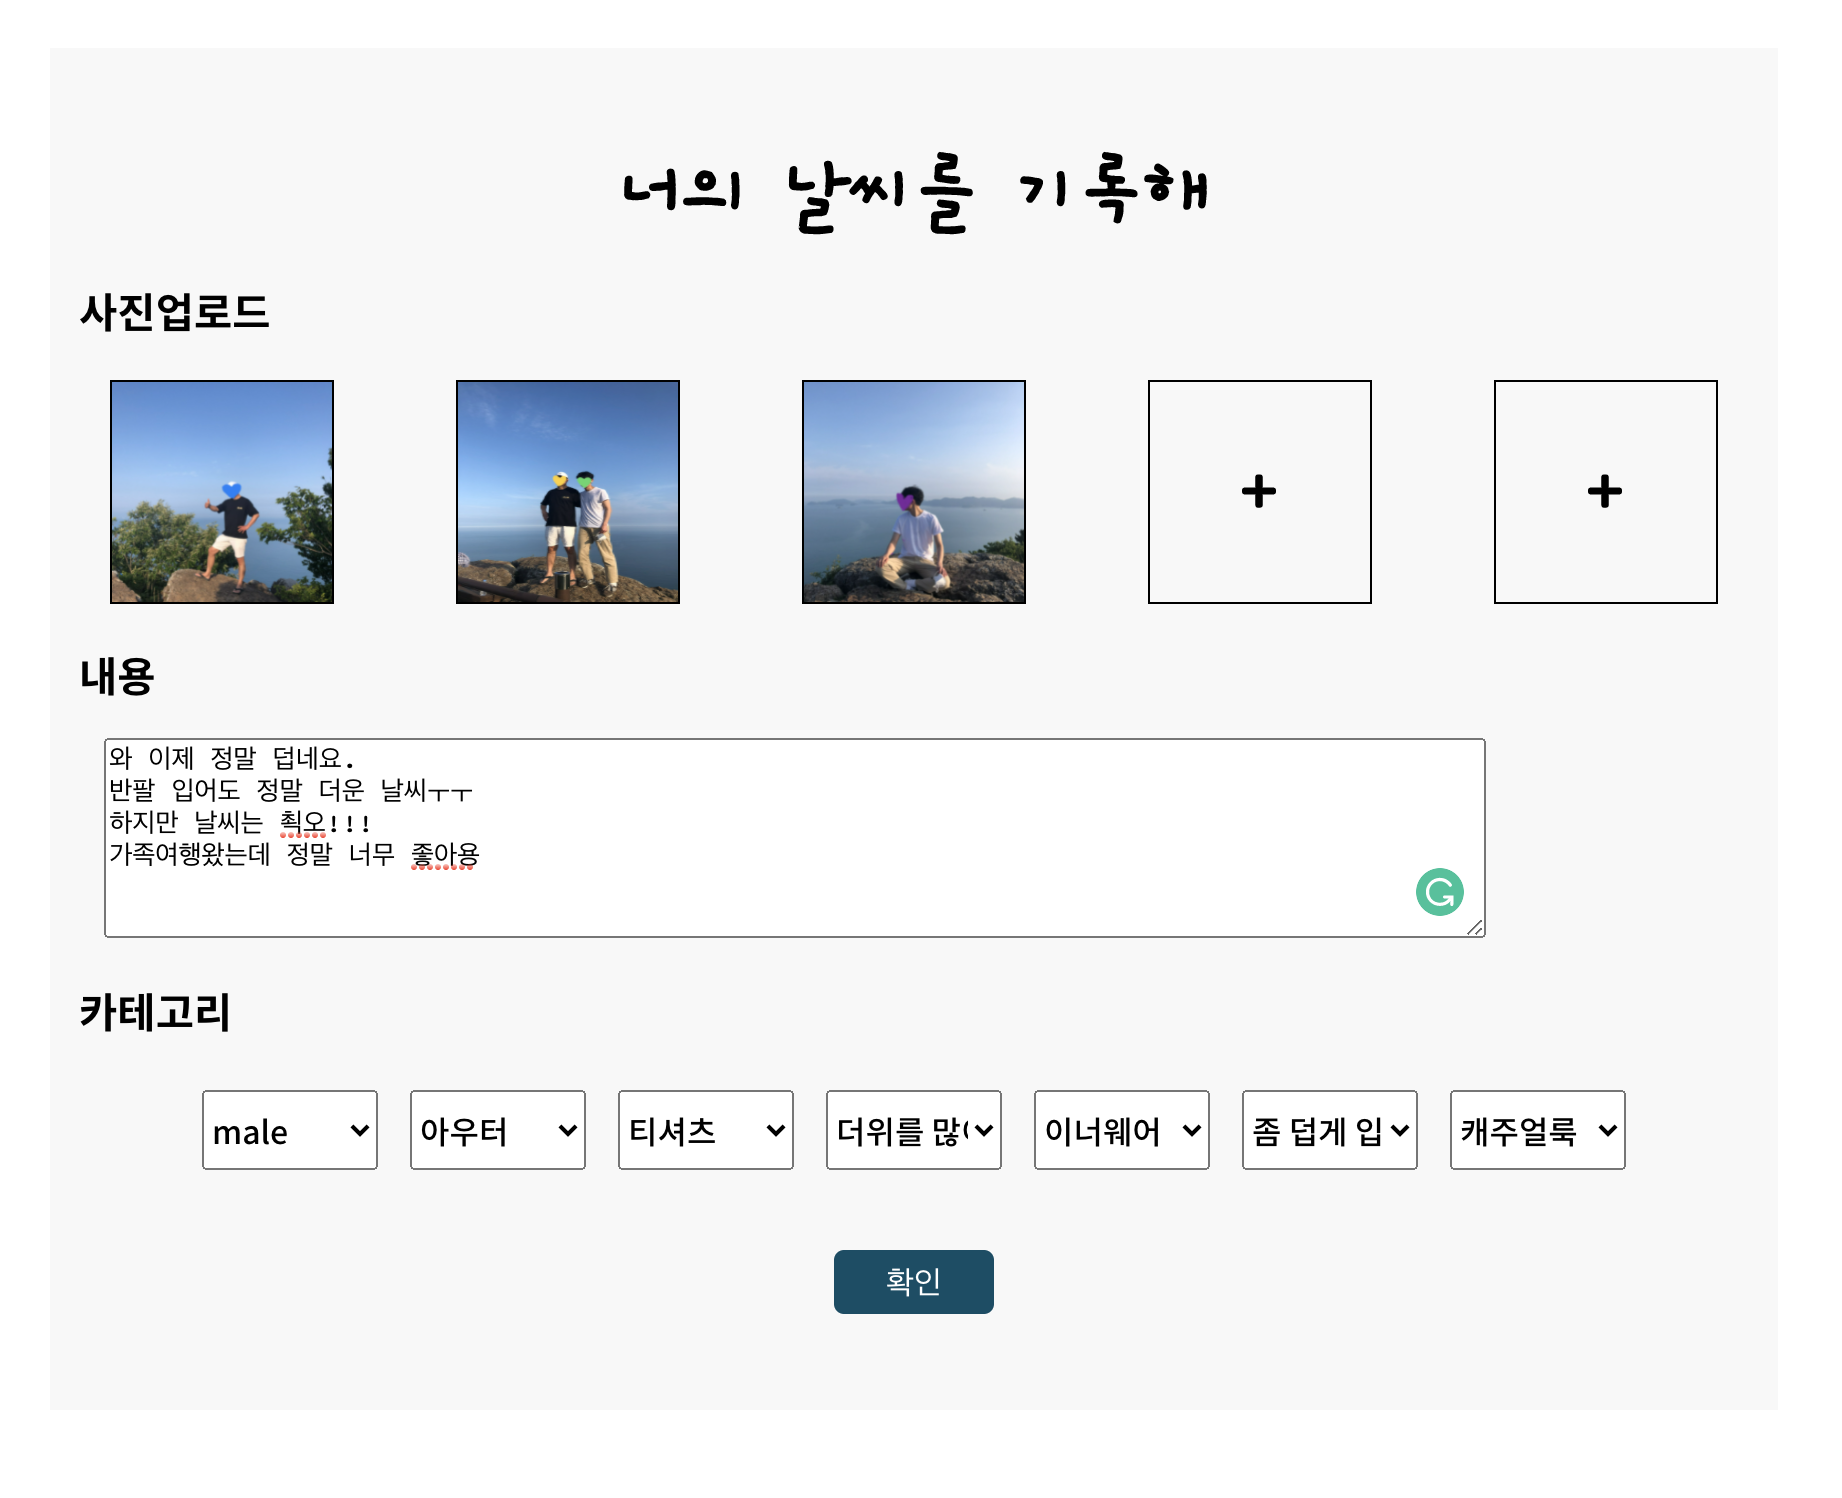 너의 날씨를 기록해
사진업로드
+ +
내용
와 이제 정말 덥네요.
반팔 입어도 정말 더운 날씨ㅜㅜ
하지만 날씨는 쵝오!!!
가족여행왔는데 정말 너무 좋아용
카테고리
male 아우터 티셔츠 더위를 이너웨어 좀 덥게 입 캐주얼룩
확인